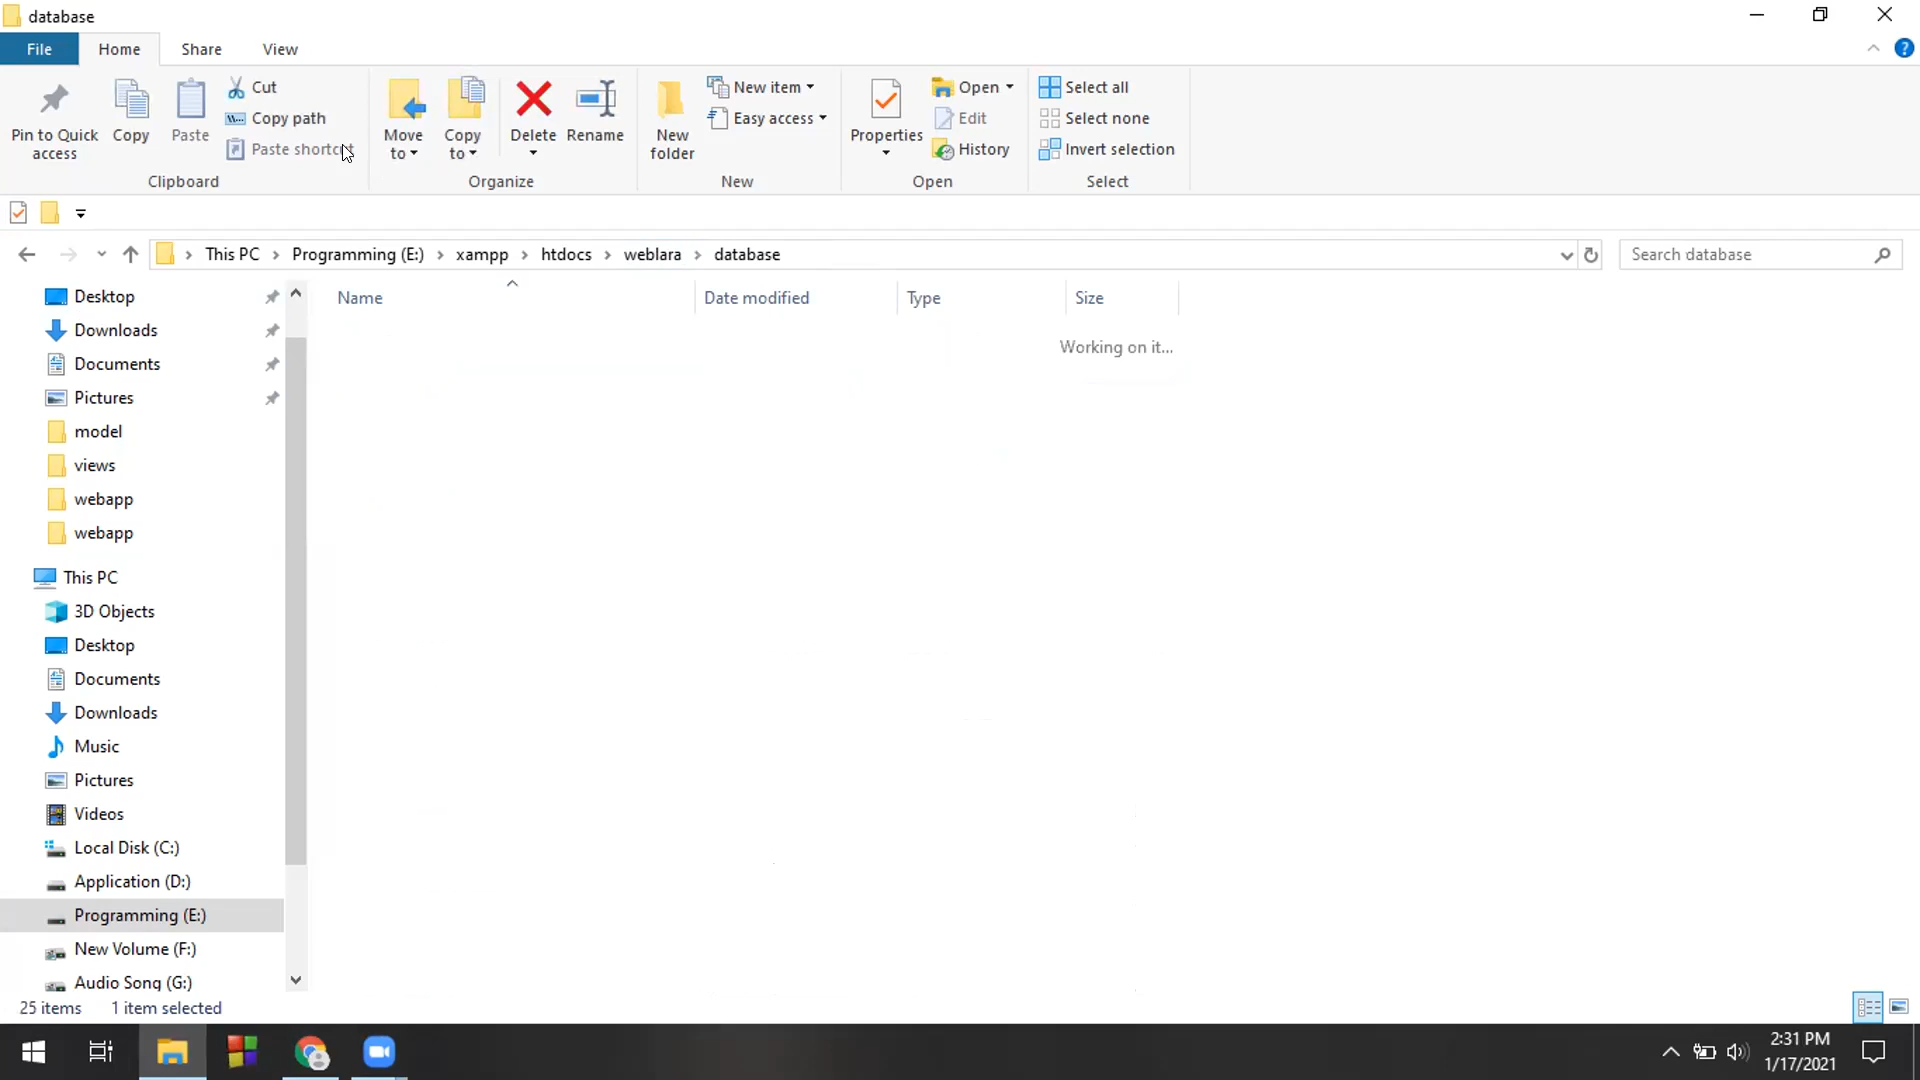 database
File Home Share View
Pin to Quick access
Copy
Paste
Cut
Copy path
Paste shortcut
Clipboard
Move to
Copy to
Delete
Rename
Organize
New folder
New item
Easy access
New
Properties
Open
Edit
History
Open
Select all
Select none
Invert selection
Select
This PC Programming (E:) xampp htdocs weblara database
Search database
Name Date modified Type Size
Working on it...
Desktop
Downloads
Documents
Pictures
model
views
webapp
webapp
This PC
3D Objects
Desktop
Documents
Downloads
Music
Pictures
Videos
Local Disk (C:)
Application (D:)
Programming (E:)
New Volume (F:)
Audio Song (G:)
25 items 1 item selected
2:31 PM
1/17/2021